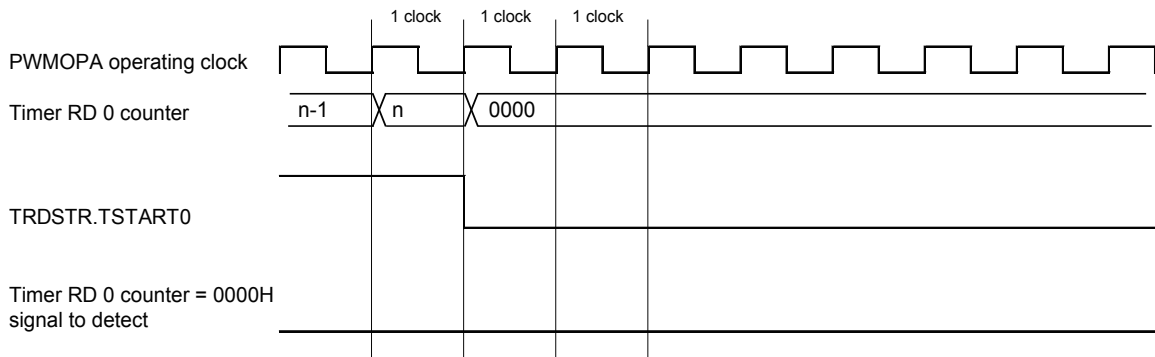 1 clock 1 clock 1 clock
PWMOPA operating clock
Timer RD 0 counter n-1 n 0000
TRDSTR.TSTART0
Timer RD 0 counter = 0000H
signal to detect